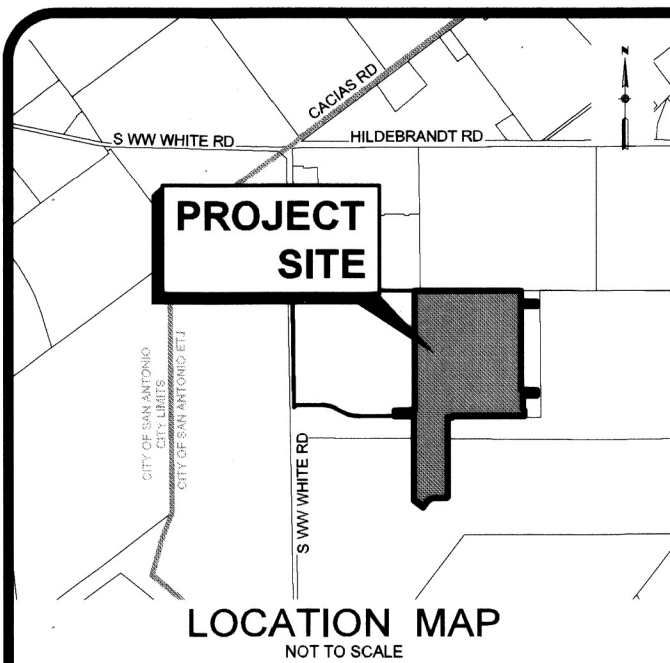 N
CACIAS RD
S WW WHITE RD
HILDEBRANDT RD
PROJECT
SITE
CITY OF SAN ANTONIO
CITY LIMITS
CITY OF SAN ANTONIO ETJ
S WW WHITE RD
LOCATION MAP
NOT TO SCALE